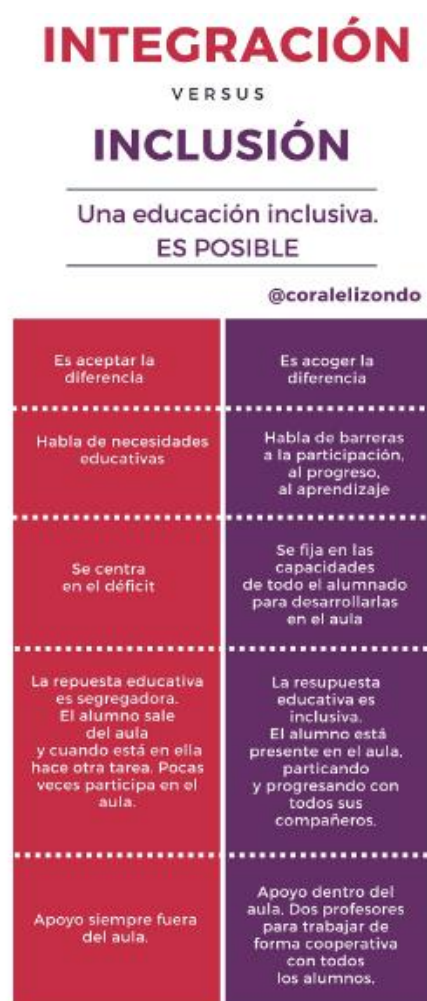 INTEGRACIÓN
VERSUS
INCLUSIÓN
Una educación inclusiva.
ES POSIBLE
@coralelizondo
Es aceptar la
diferencia
Es acoger la
diferencia
Habla de necesidades
educativas
Habla de barreras
a la participación,
al progreso,
al aprendizaje
Se centra
en el déficit
Se fija en las
capacidades
de todo el alumnado
para desarrollarlas
en el aula
La repuesta educativa
es segregadora.
El alumno sale
del aula
y cuando está en ella
hace otra tarea. Pocas
veces participa en el
aula.
La resupuesta
educativa es
inclusiva.
El alumno está
presente en el aula,
particando
y progresando con
todos sus
compañeros.
Apoyo siempre fuera
del aula.
Apoyo dentro del
aula. Dos profesores
para trabajar de
forma cooperativa
con todos
los alumnos.